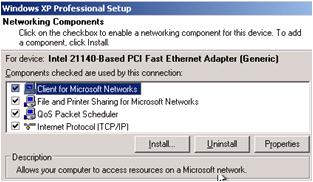 Windows XP Professional Setup
Networking Components
Click on the checkbox to enable a networking component for this device. To add
a component, click Install.
For device: Intel 21140-Based PCI Fast Ethernet Adapter (Generic)
Components checked are used by this connection:
Client for Microsoft Networks
File and Printer Sharing for Microsoft Networks
QoS Packet Scheduler
Internet Protocol (TCP/IP)
Install... Uninstall Properties
Description
Allows your computer to access resources on a Microsoft network.